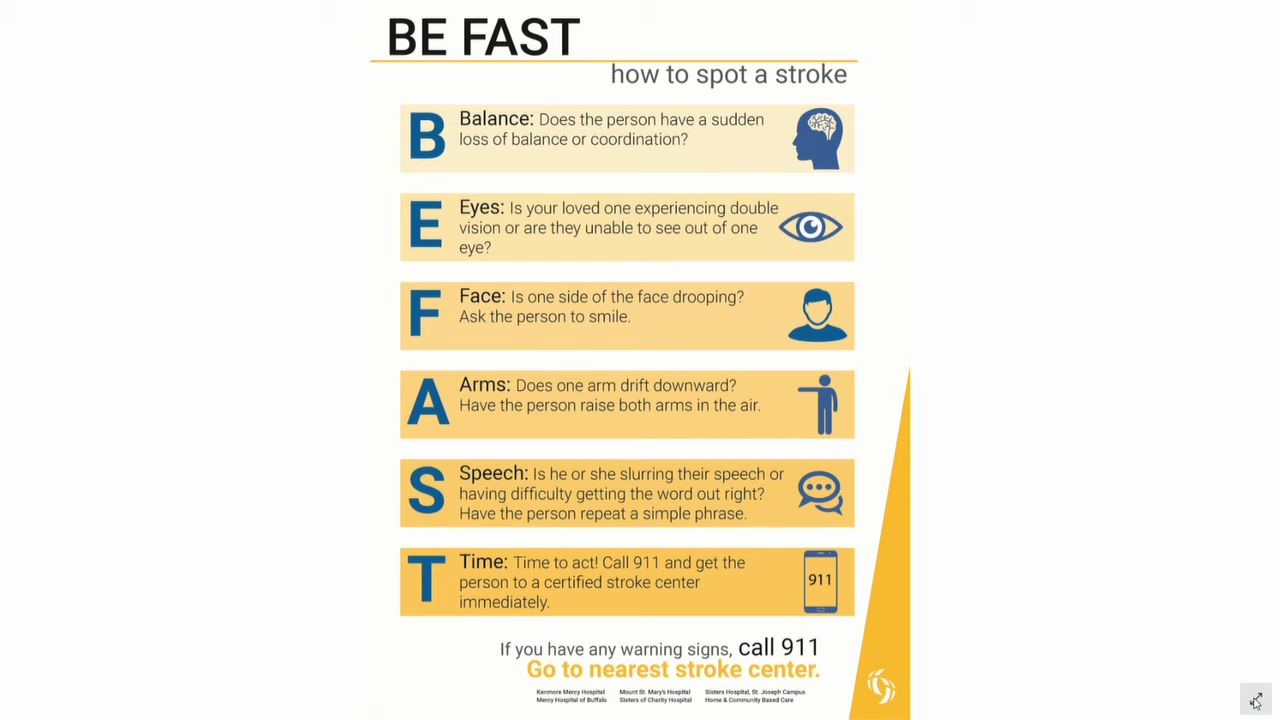 BE FAST
how to spot a stroke
B
Balance: Does the person have a sudden
loss of balance or coordination?
E
Eyes: Is your loved one experiencing double
vision or are they unable to see out of one
eye?
F
Face: Is one side of the face drooping?
Ask the person to smile.
A
Arms: Does one arm drift downward?
Have the person raise both arms in the air.
S
Speech: Is he or she slurring their speech or
having difficulty getting the word out right?
Have the person repeat a simple phrase.
T
Time: Time to act! Call 911 and get the
person to a certified stroke center
immediately.
911
If you have any warning signs, call 911
Go to nearest stroke center.
Kenmore Mercy Hospital Mount St. Mary's Hospital Sisters Hospital, St. Joseph Campus
Mercy Hospital of Buffalo Sisters of Charity Hospital Home & Community Based Care